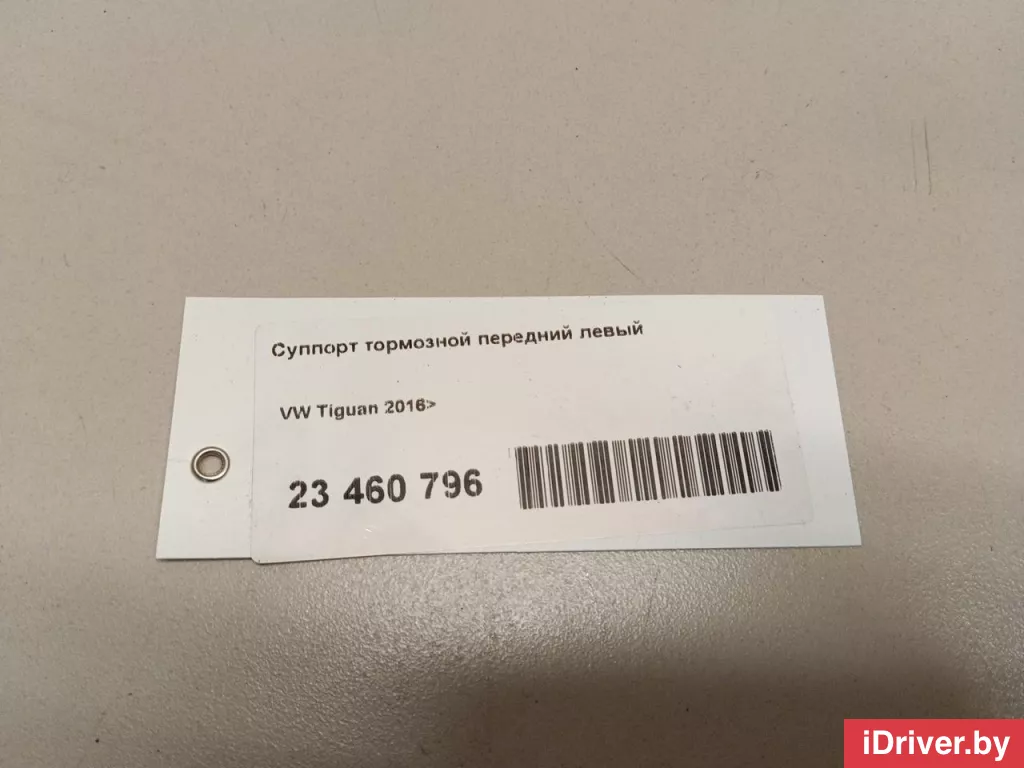 Суппорт тормозной передний левый
VW Tiguan 2016>
23 460 796
iDriver.by